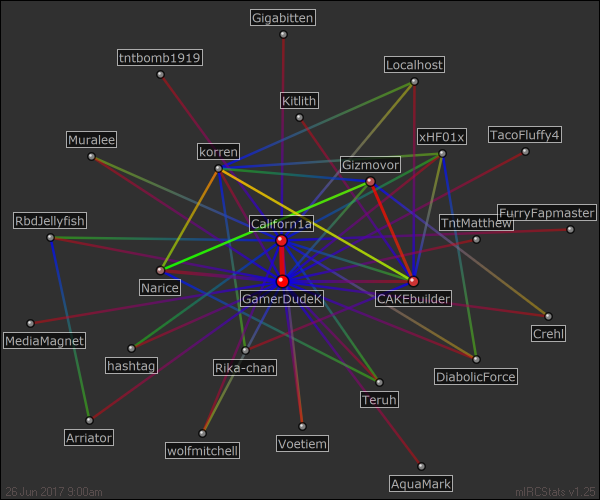 Gigabitten
tntbomb1919
Localhost
Kitlith
xHF01x
TacoFluffy4
Muralee
korren
Gizmovor
RbdJellyfish
Californ1a
FurryFapmaster
TntMatthew
Narice
GamerDudeK
CAKEbuilder
MediaMagnet
Crehl
hashtag
Rika-chan
DiabolicForce
Teruh
Arriator
wolfmitchell
Voetiem
AquaMark
26 Jun 2017 9:00am
mIRCStats v1.25